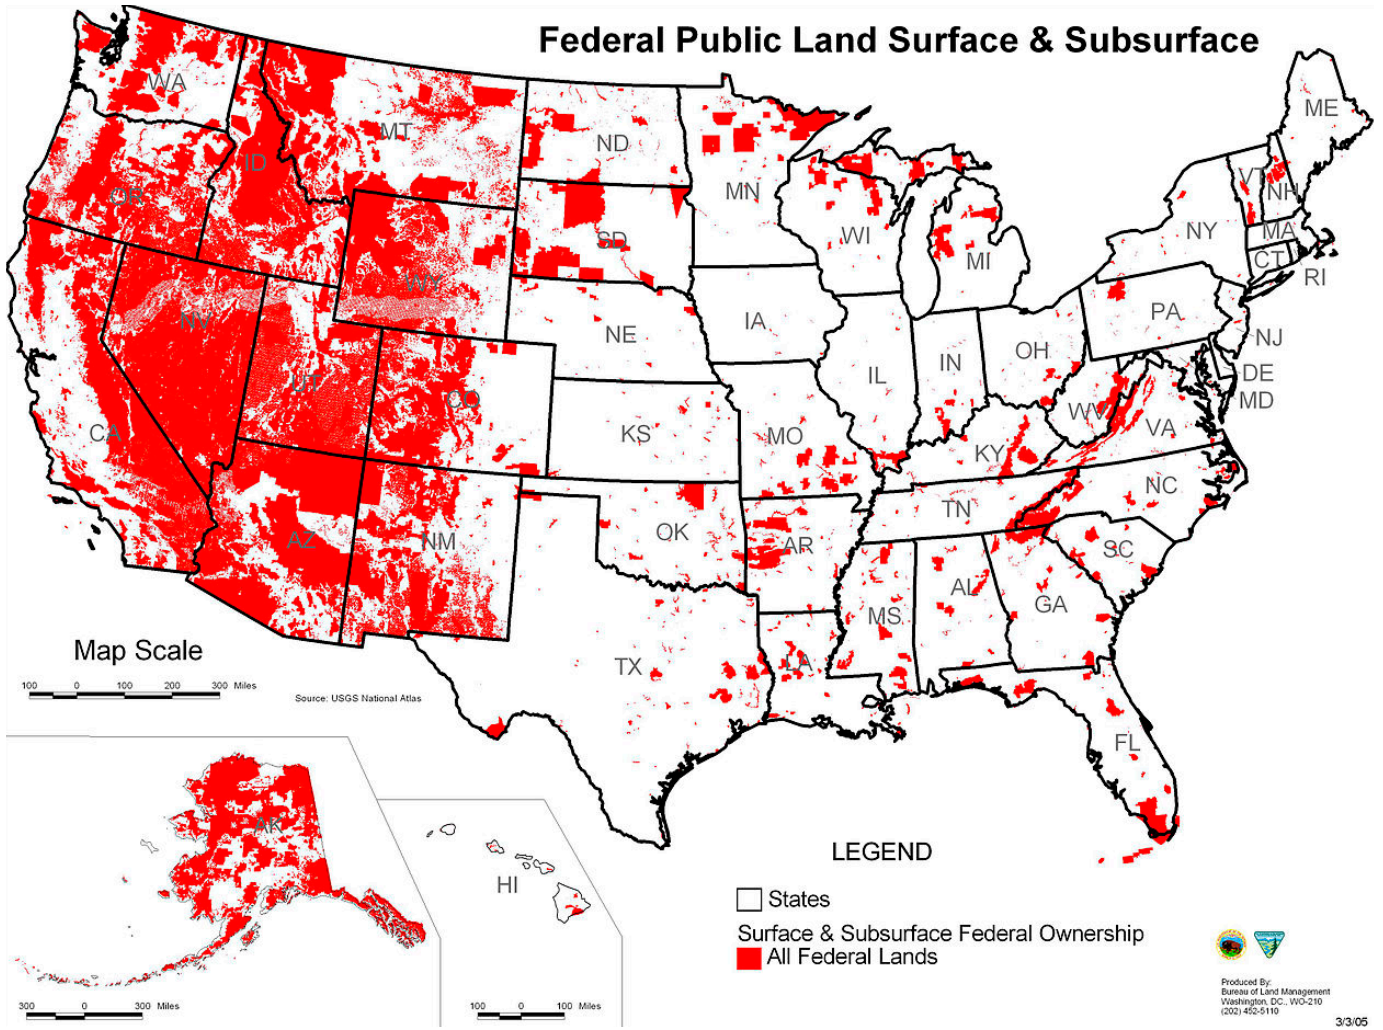 Federal Public Land Surface & Subsurface
WA
MT
ND
MN
ME
OR
ID
SD
WI
MI
NY
VT
NH
MA
CT
RI
WY
NE
IA
PA
NJ
NV
UT
CO
IL
IN
OH
DE
MD
CA
KS
MO
WV
VA
KY
AZ
NM
OK
AR
TN
NC
SC
MS
AL
GA
TX
LA
FL
Map Scale
100 0 100 200 300 Miles
Source: USGS National Atlas
AK
300 0 300 Miles
HI
100 0 100 Miles
LEGEND
States
Surface & Subsurface Federal Ownership
All Federal Lands
Produced By:
Bureau of Land Management
Washington, DC., WO-210
(202) 452-5110
3/3/05